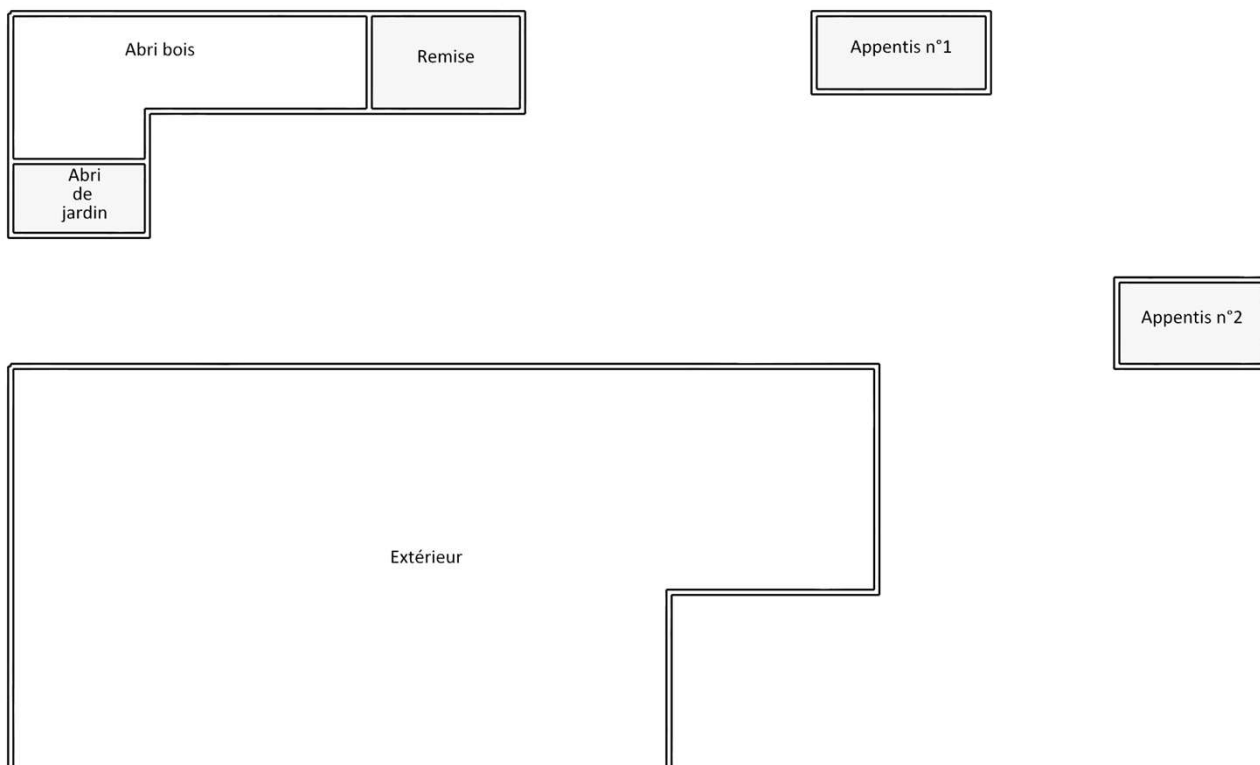 Abri bois
Remise
Appentis n°1
Abri
de
jardin
Appentis n°2
Extérieur